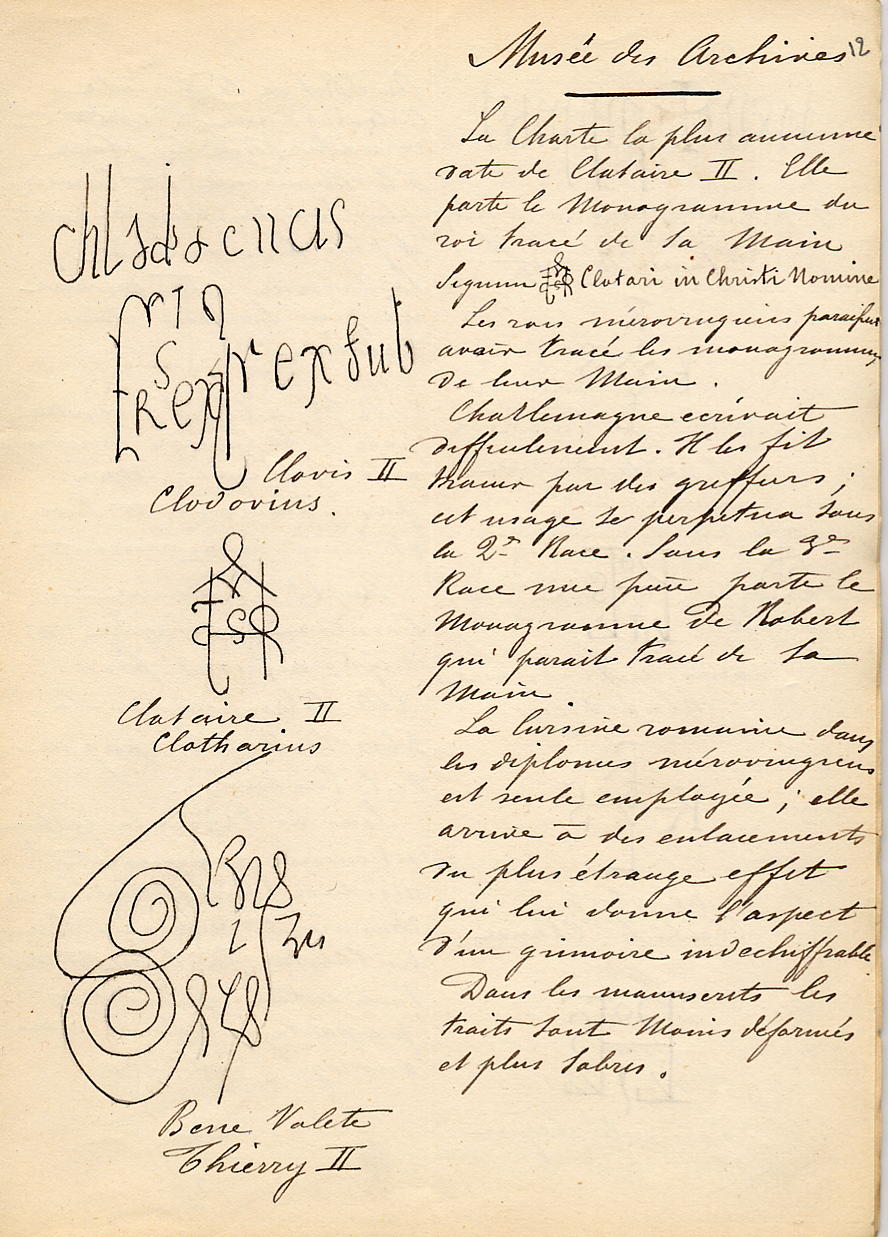 Musée des Archives 12
La Charte la plus ancienne
date de Clotaire II. Elle
porte le Monogramme du
roi tracé de sa Main
Signum Clotari in Christi Nomine
Les rois mérovingiens paraissent
avoir tracé les monogrammes
de leur Main.
Charlemagne ecrivait
difficilement. Il les fit
tracer par des greffiers;
cet usage se perpetua sous
la 2e Race. Sous la 3e
Race une pièce porte le
Monogramme de Robert
qui parait tracé de sa
Main.
La cursive romaine dans
les diplomes mérovingiens
est seule employée; elle
arrive à des enlacements
du plus étrange effet
qui lui donne l'aspect
d'un grimoire indechiffrable.
Dans les manuscrits les
traits sont Moins déformés
et plus sobres.
rex sub
Clovis II
Clodovius.
Clotaire II
Clotharius
Bene Valete
Thierry II